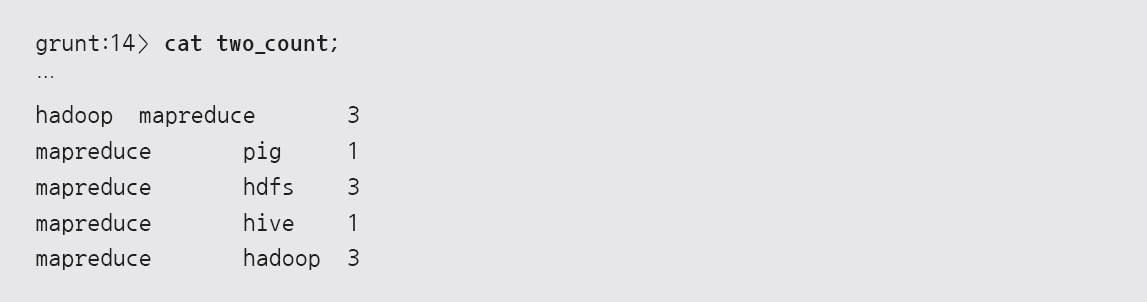 grunt:14〉 cat two_count;
…
hadoop  mapreduce       3
mapreduce       pig     1
mapreduce       hdfs    3
mapreduce       hive    1
mapreduce       hadoop  3